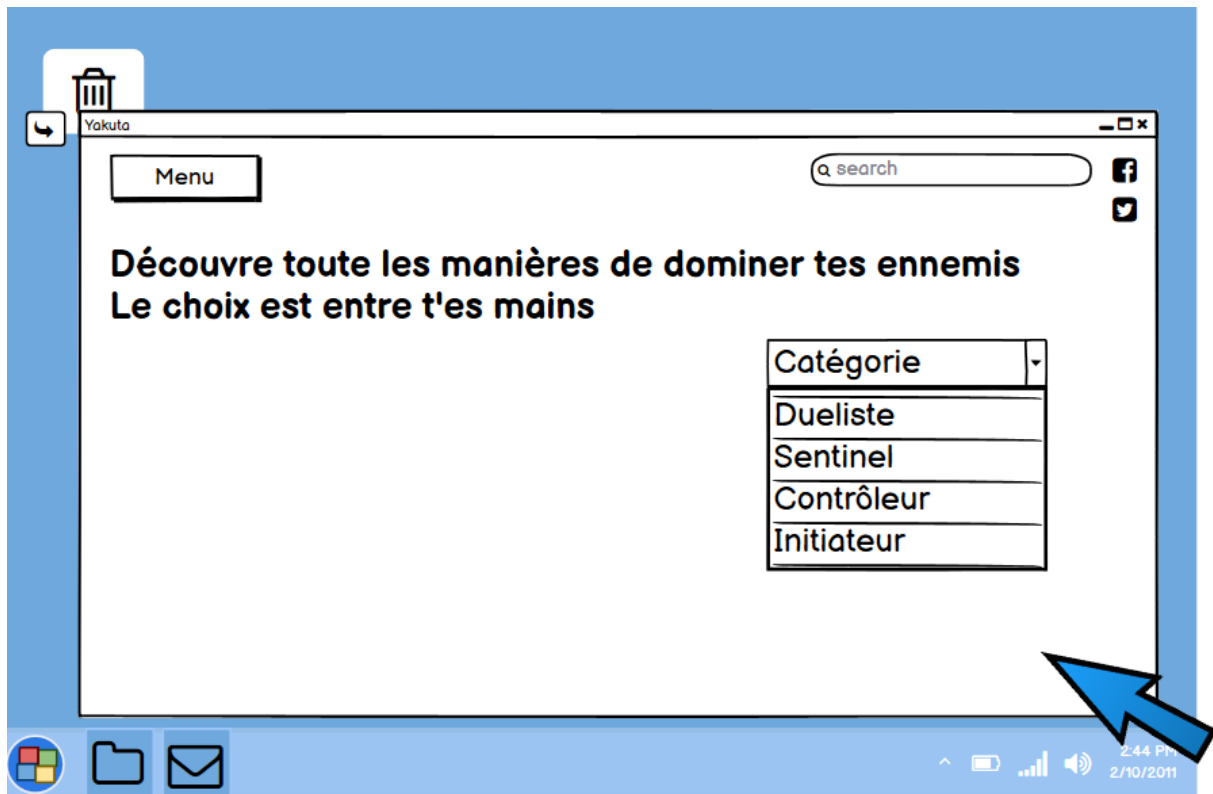 Yakuta
Menu
search
Découvre toute les manières de dominer tes ennemis
Le choix est entre t'es mains
Catégorie
Dueliste
Sentinel
Contrôleur
Initiateur
2:44 PM
2/10/2011